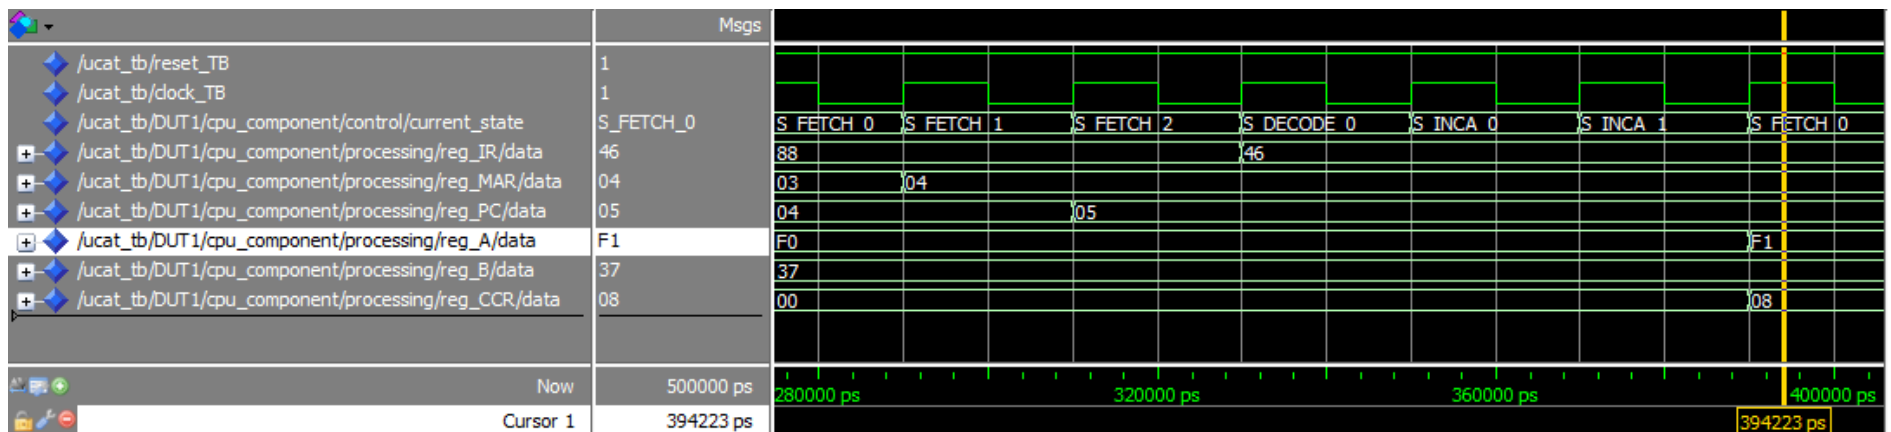 Msgs
/ucat_tb/reset_TB 1
/ucat_tb/clock_TB 1
/ucat_tb/DUT1/cpu_component/control/current_state S_FETCH_0 S_FETCH_0 S_FETCH_1 S_FETCH_2 S_DECODE_0 S_INCA_0 S_INCA_1 S_FETCH_0
/ucat_tb/DUT1/cpu_component/processing/reg_IR/data 46 88 46
/ucat_tb/DUT1/cpu_component/processing/reg_MAR/data 04 03 04
/ucat_tb/DUT1/cpu_component/processing/reg_PC/data 05 04 05
/ucat_tb/DUT1/cpu_component/processing/reg_A/data F1 F0 F1
/ucat_tb/DUT1/cpu_component/processing/reg_B/data 37 37
/ucat_tb/DUT1/cpu_component/processing/reg_CCR/data 08 00 08
Now 500000 ps 280000 ps 320000 ps 360000 ps 400000 ps
Cursor 1 394223 ps 394223 ps